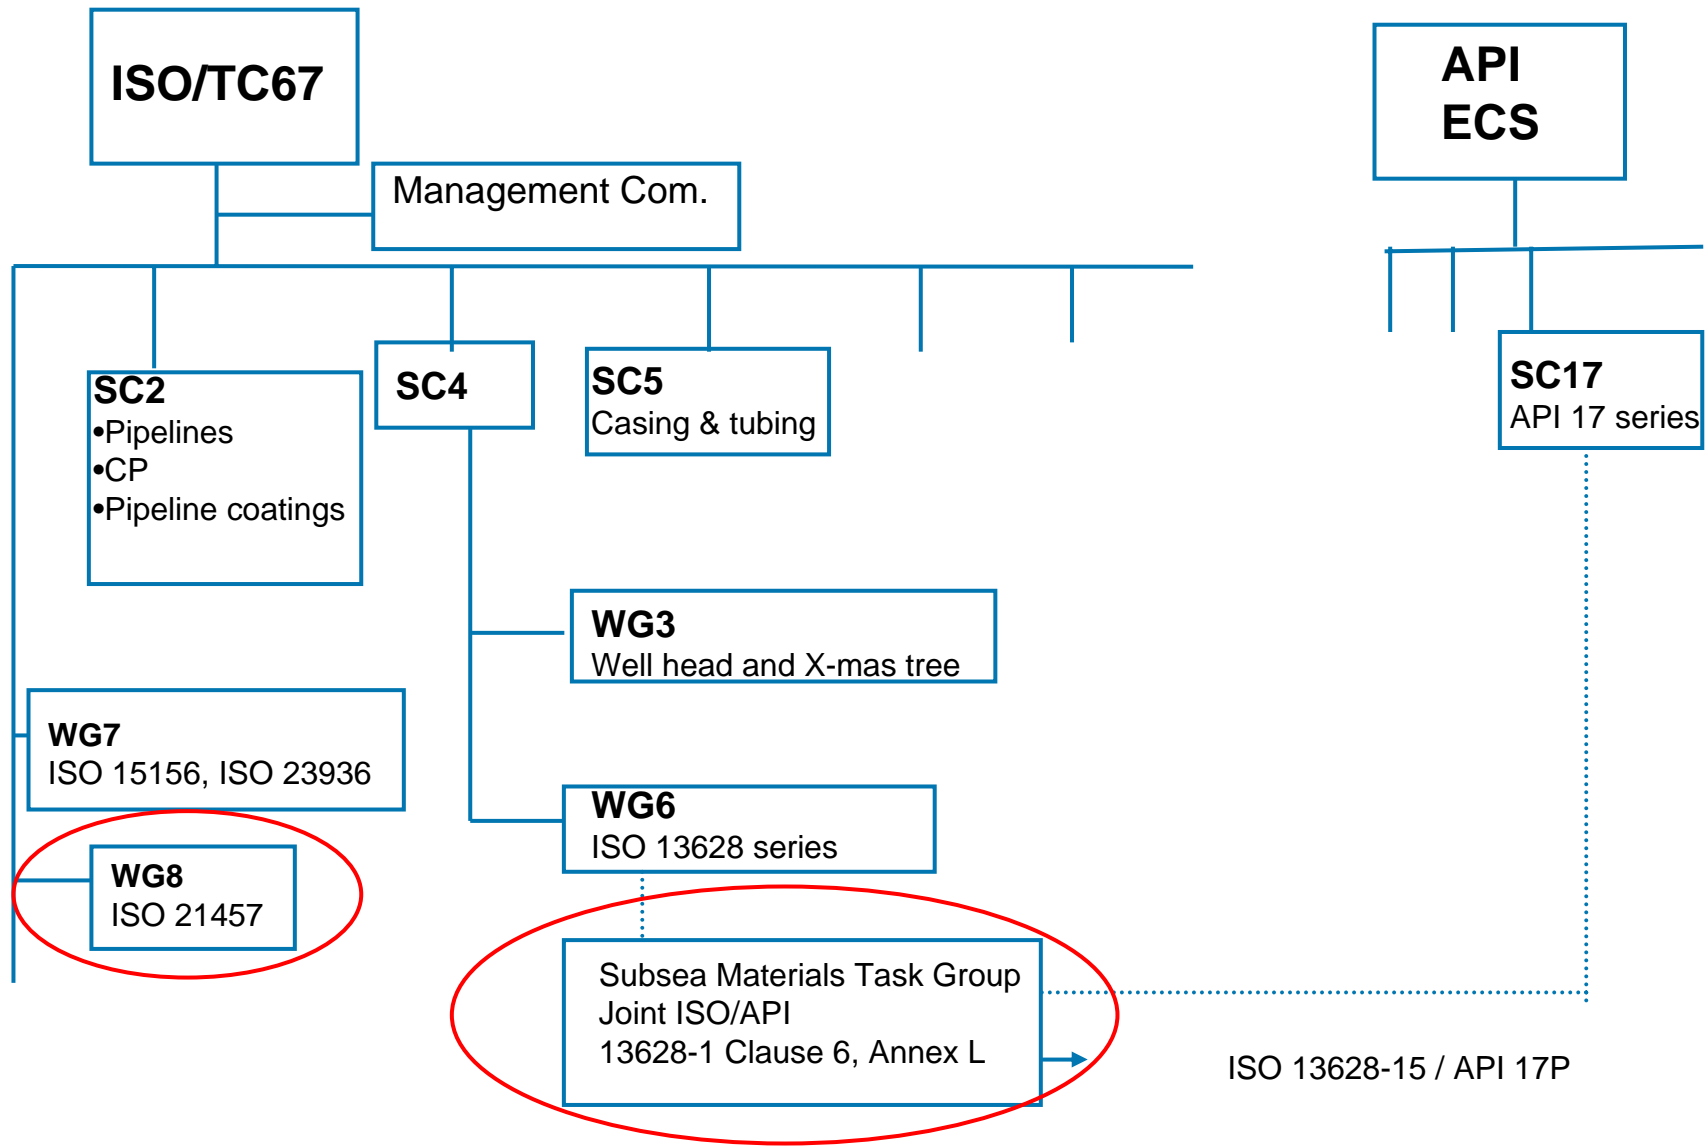 ISO/TC67
API
ECS
Management Com.
SC2
•Pipelines
•CP
•Pipeline coatings
SC4
SC5
Casing & tubing
SC17
API 17 series
WG3
Well head and X-mas tree
WG7
ISO 15156, ISO 23936
WG6
ISO 13628 series
WG8
ISO 21457
Subsea Materials Task Group
Joint ISO/API
13628-1 Clause 6, Annex L
ISO 13628-15 / API 17P